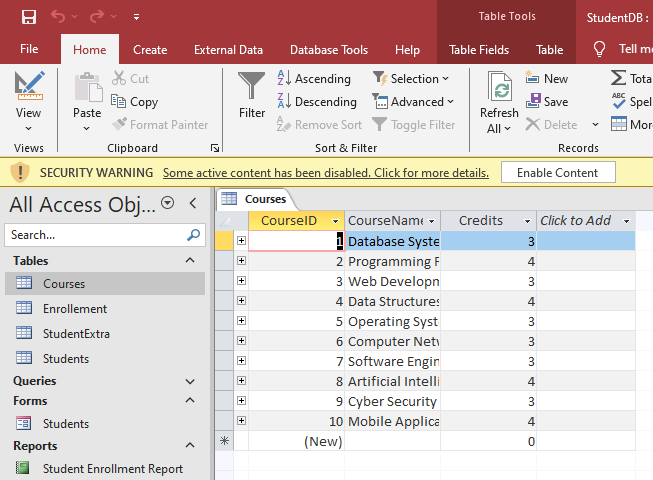 Table Tools StudentDB :
File Home Create External Data Database Tools Help Table Fields Table Tell me
View Paste Cut Copy Format Painter Filter Ascending Descending Remove Sort Selection Advanced Toggle Filter Refresh All New Save Delete Tota Spel Mor
Views Clipboard Sort & Filter Records
SECURITY WARNING Some active content has been disabled. Click for more details. Enable Content
All Access Obj...
Search...
Tables
Courses
Enrollement
StudentExtra
Students
Queries
Forms
Students
Reports
Student Enrollment Report
Courses
CourseID CourseName Credits Click to Add
1 Database Syste 3
2 Programming F 4
3 Web Developm 3
4 Data Structures 4
5 Operating Syst 3
6 Computer Netw 3
7 Software Engin 3
8 Artificial Intelli 4
9 Cyber Security 3
10 Mobile Applica 4
(New) 0